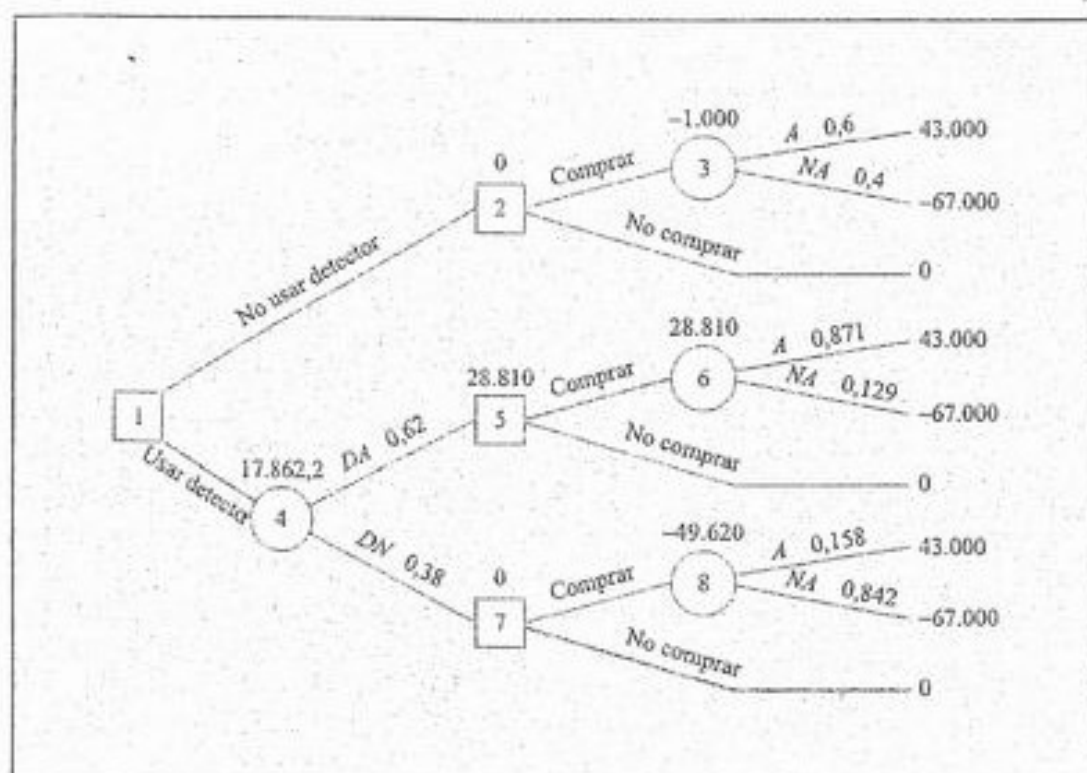 −1.000
A 0,6
43.000
3
NA 0,4
−67.000
0
Comprar
2
No comprar
0
No usar detector
28.810
A 0,871
43.000
6
NA 0,129
−67.000
28.810
Comprar
5
No comprar
0
1
Usar detector
17.862,2
4
DA 0,62
DN 0,38
−49.620
A 0,158
43.000
8
NA 0,842
−67.000
0
Comprar
7
No comprar
0